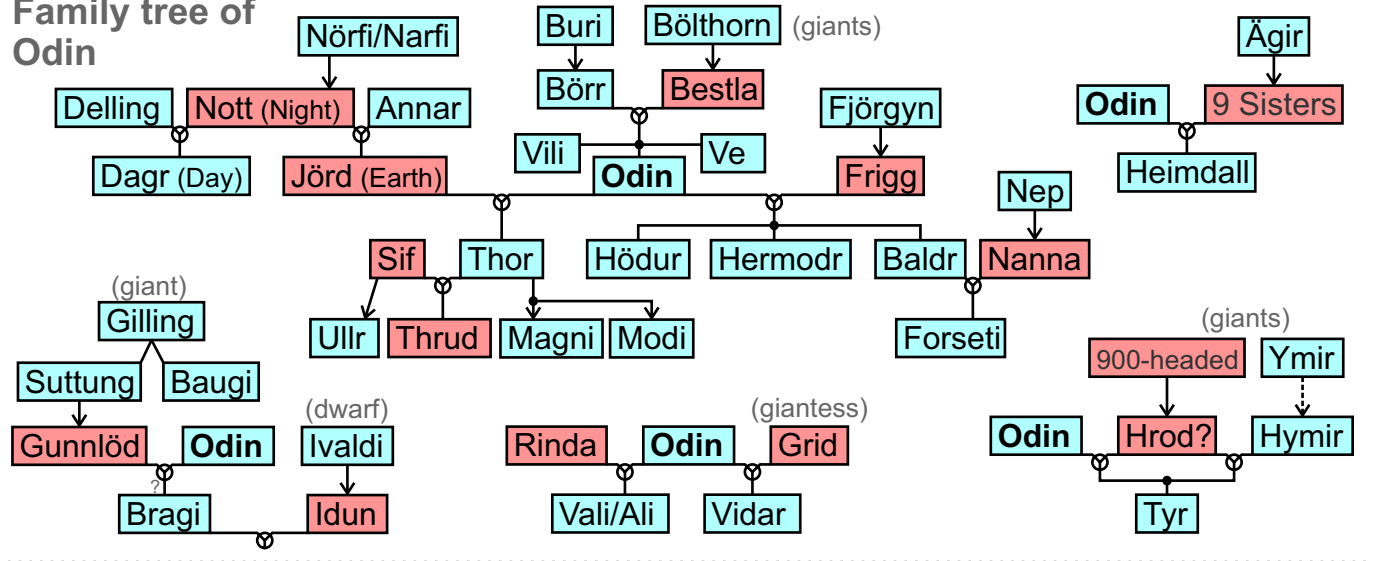 Family tree of
Odin
Nörfi/Narfi
Buri
Bölthorn
(giants)
Ägir
Delling
Nott (Night)
Annar
Börr
Bestla
Fjörgyn
Odin
9 Sisters
Dagr (Day)
Jörd (Earth)
Vili
Odin
Ve
Frigg
Heimdall
Nep
Sif
Thor
Hödur
Hermodr
Baldr
Nanna
(giant)
Gilling
Ullr
Thrud
Magni
Modi
Forseti
(giants)
900-headed
Ymir
Suttung
Baugi
(dwarf)
(giantess)
Gunnlöd
Odin
Ivaldi
Rinda
Odin
Grid
Odin
Hrod?
Hymir
?
Bragi
Idun
Vali/Ali
Vidar
Tyr